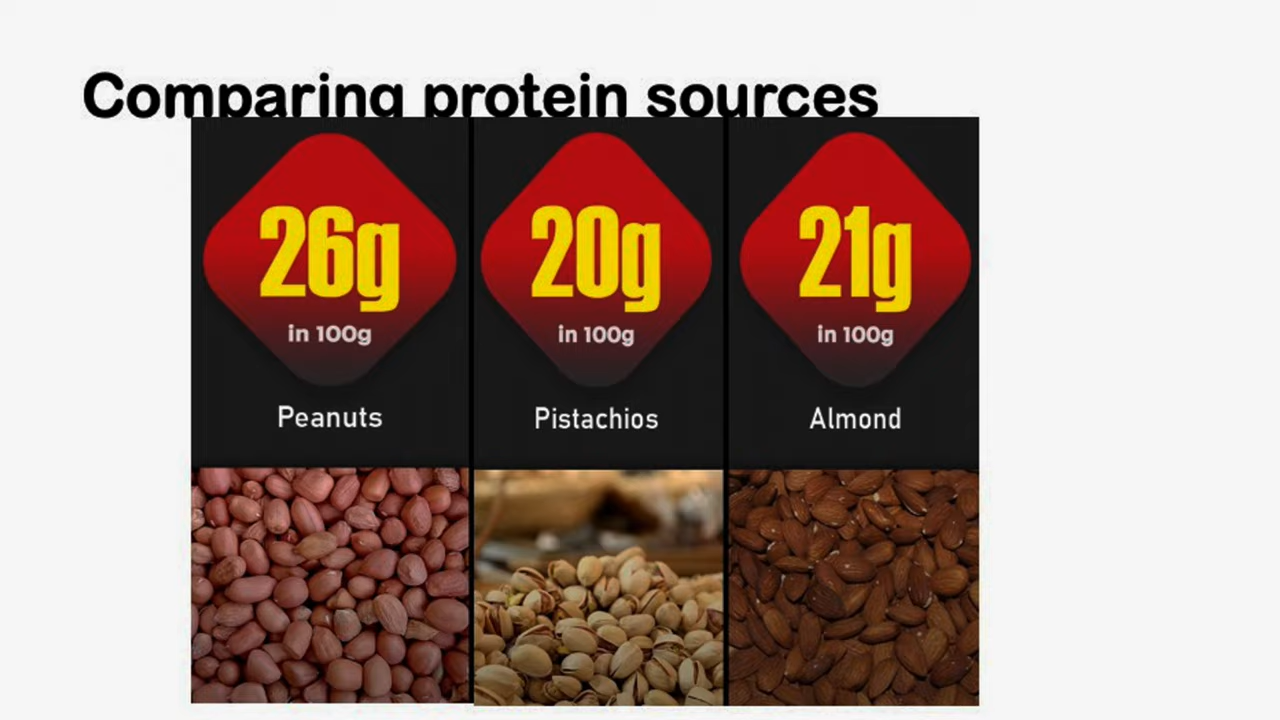 Comparing protein sources
26g
in 100g
Peanuts
20g
in 100g
Pistachios
21g
in 100g
Almond